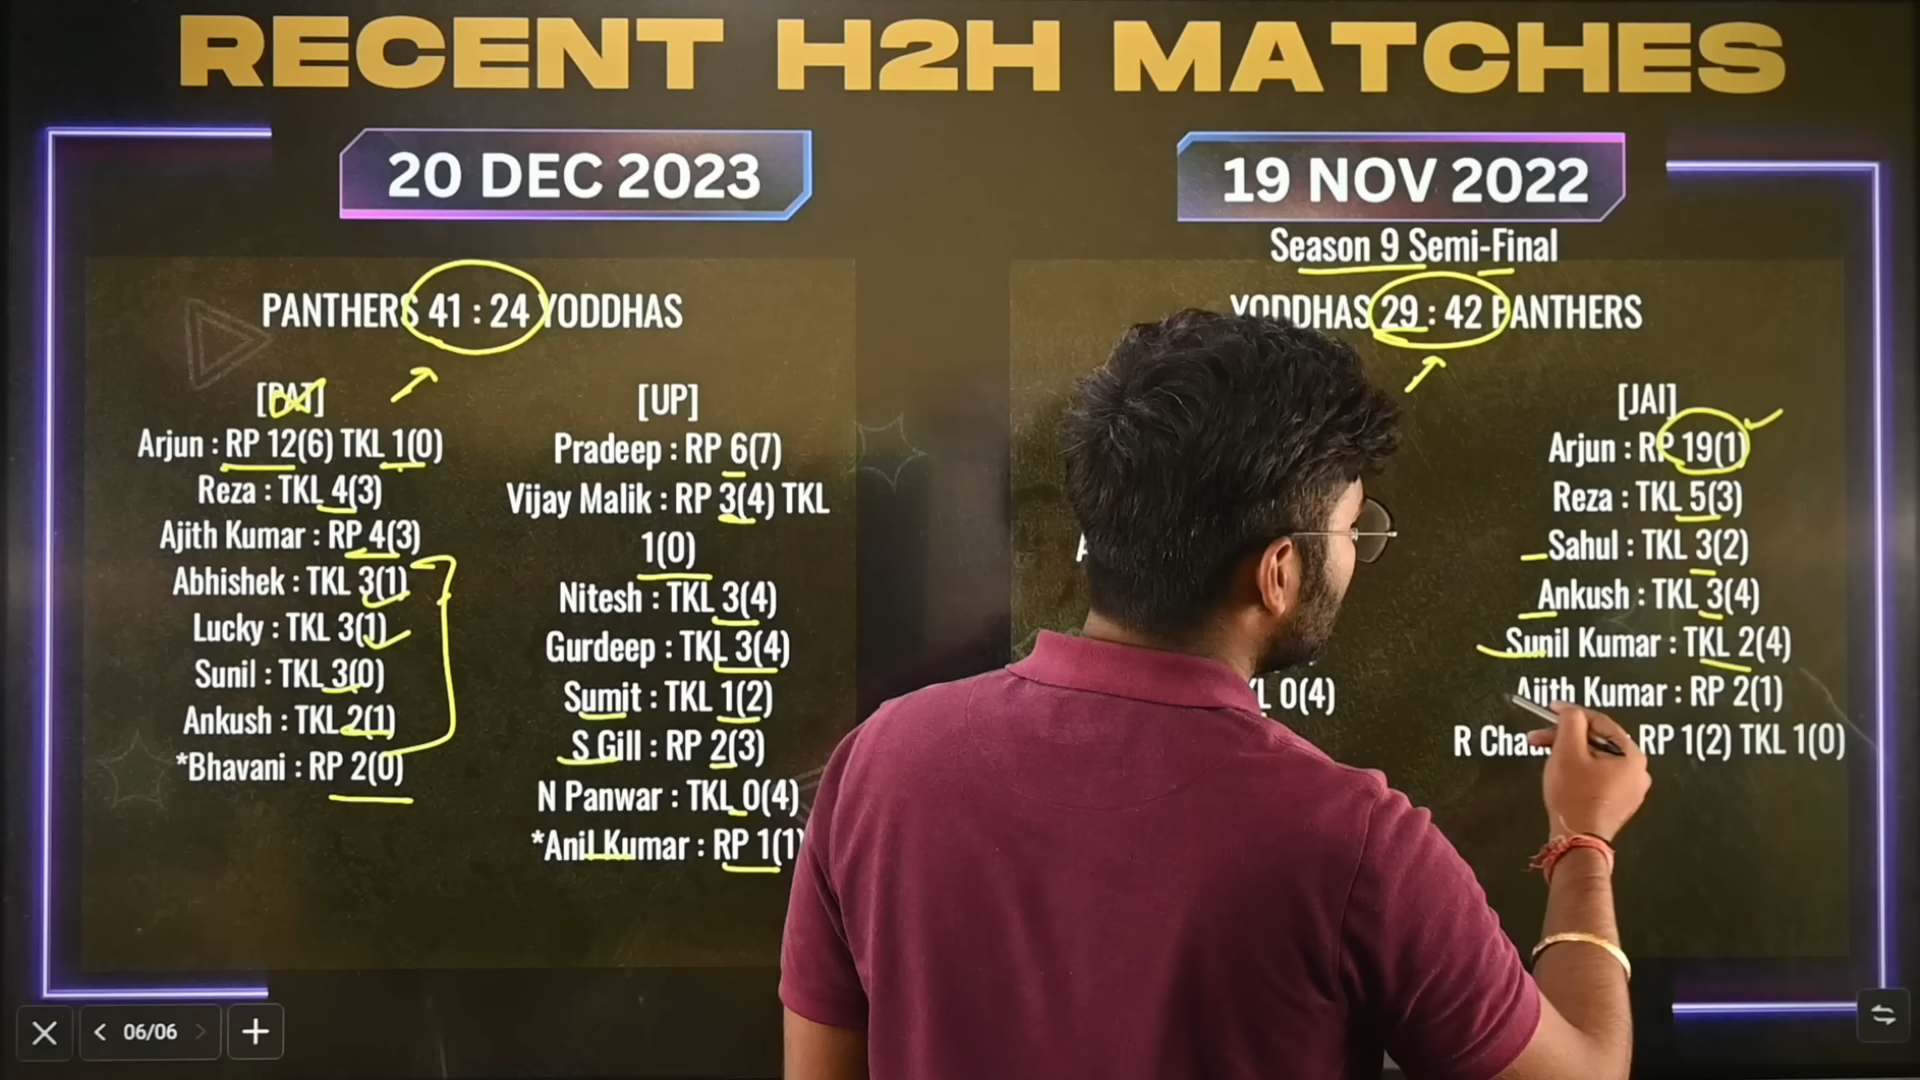 RECENT H2H MATCHES
20 DEC 2023
PANTHERS 41 : 24 YODDHAS
[PAT]
Arjun : RP 12(6) TKL 1(0)
Reza : TKL 4(3)
Ajith Kumar : RP 4(3)
Abhishek : TKL 3(1)
Lucky : TKL 3(1)
Sunil : TKL 3(0)
Ankush : TKL 2(1)
*Bhavani : RP 2(0)
[UP]
Pradeep : RP 6(7)
Vijay Malik : RP 3(4) TKL
1(0)
Nitesh : TKL 3(4)
Gurdeep : TKL 3(4)
Sumit : TKL 1(2)
S Gill : RP 2(3)
N Panwar : TKL 0(4)
*Anil Kumar : RP 1(1)
19 NOV 2022
Season 9 Semi-Final
YODDHAS 29 : 42 PANTHERS
0(4)
[JAI]
Arjun : RP 19(1)
Reza : TKL 5(3)
Sahul : TKL 3(2)
Ankush : TKL 3(4)
Sunil Kumar : TKL 2(4)
Ajith Kumar : RP 2(1)
R RP 1(2) TKL 1(0)
06/06